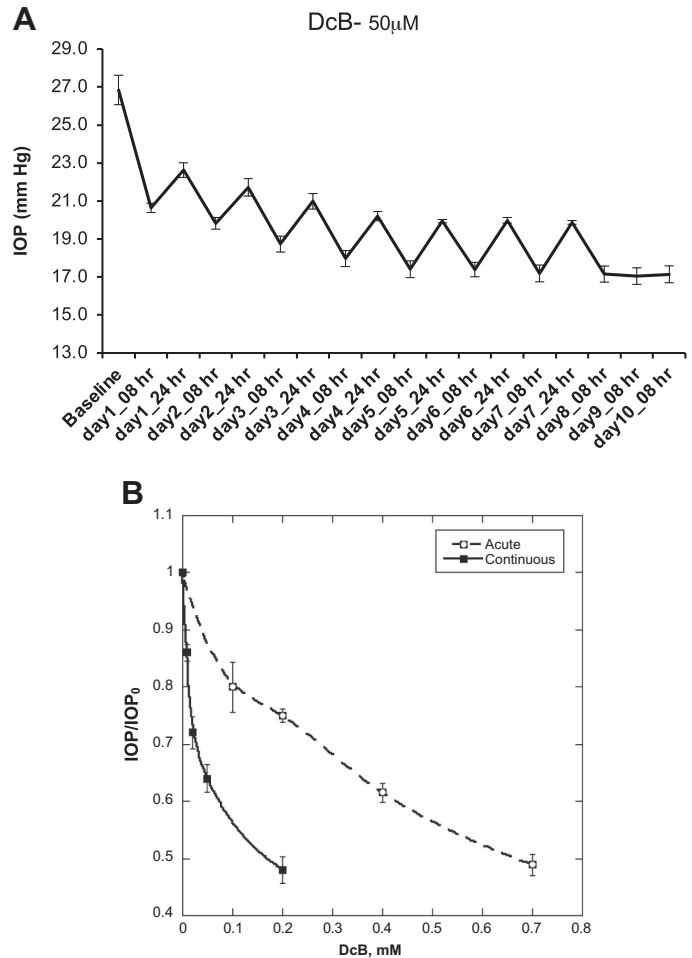 A
DcB- 50μM
29.0
27.0
25.0
23.0
21.0
19.0
17.0
15.0
13.0
IOP (mm Hg)
Baseline
day1_08 hr
day1_24 hr
day2_08 hr
day2_24 hr
day3_08 hr
day3_24 hr
day4_08 hr
day4_24 hr
day5_08 hr
day5_24 hr
day6_08 hr
day6_24 hr
day7_08 hr
day7_24 hr
day8_08 hr
day9_08 hr
day10_08 hr
B
1.1
1
0.9
0.8
0.7
0.6
0.5
0.4
IOP/IOP₀
Acute
Continuous
0 0.1 0.2 0.3 0.4 0.5 0.6 0.7 0.8
DcB, mM